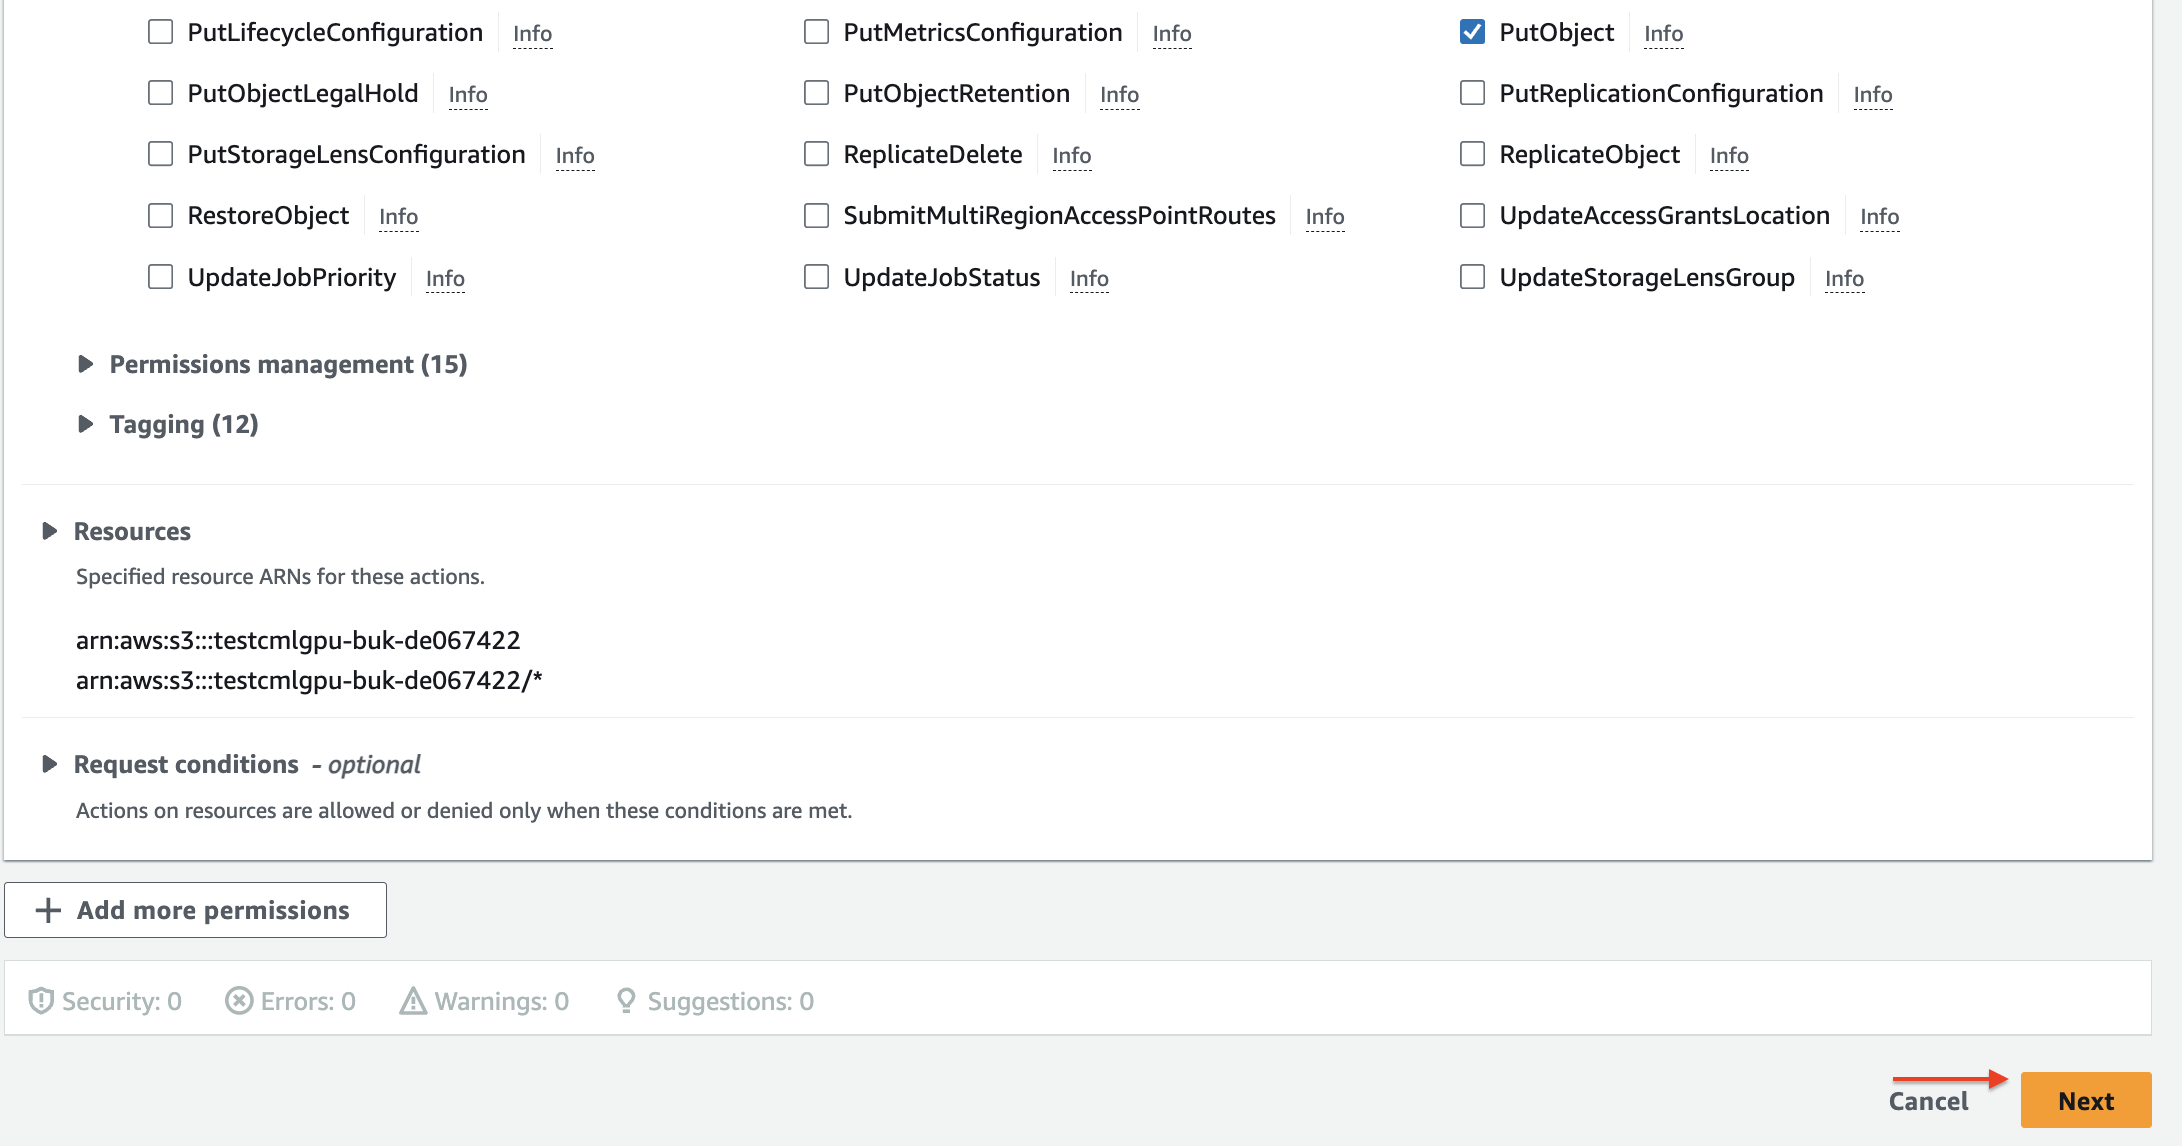 PutLifecycleConfiguration Info PutMetricsConfiguration Info PutObject Info
PutObjectLegalHold Info PutObjectRetention Info PutReplicationConfiguration Info
PutStorageLensConfiguration Info ReplicateDelete Info ReplicateObject Info
RestoreObject Info SubmitMultiRegionAccessPointRoutes Info UpdateAccessGrantsLocation Info
UpdateJobPriority Info UpdateJobStatus Info UpdateStorageLensGroup Info
Permissions management (15)
Tagging (12)
Resources
Specified resource ARNs for these actions.
arn:aws:s3:::testcmlgpu-buk-de067422
arn:aws:s3:::testcmlgpu-buk-de067422/*
Request conditions - optional
Actions on resources are allowed or denied only when these conditions are met.
Add more permissions
Security: 0 Errors: 0 Warnings: 0 Suggestions: 0
Cancel Next